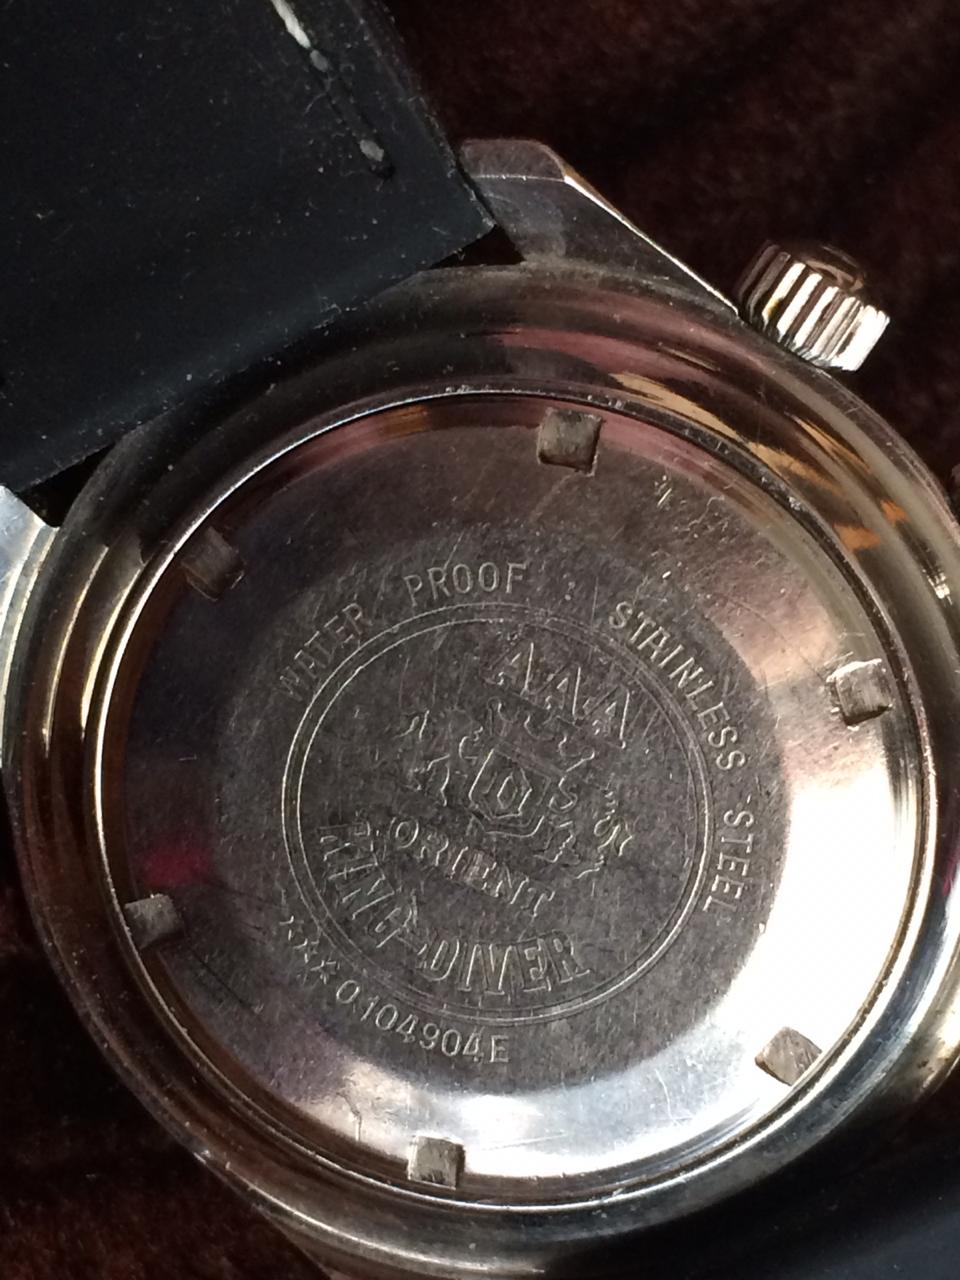 WATER PROOF STAINLESS STEEL
AAA
ORIENT
KING DIVER
0104904E